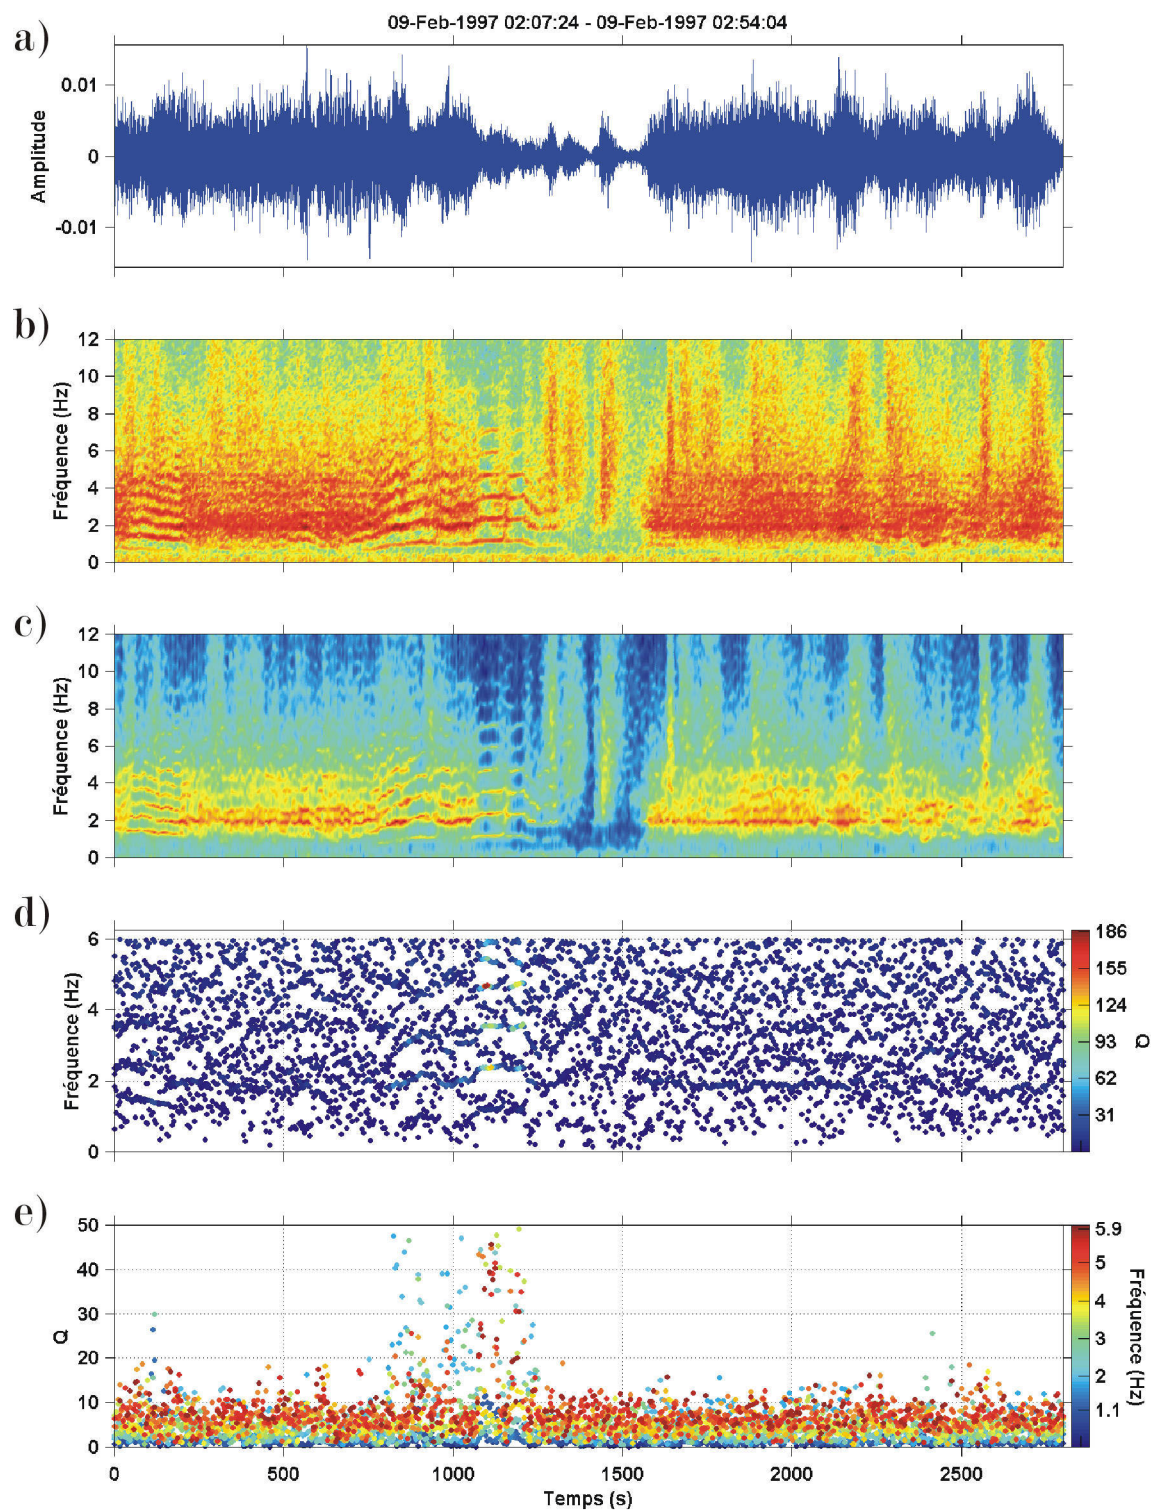 09-Feb-1997 02:07:24 - 09-Feb-1997 02:54:04
a)
0.01
0
-0.01
Amplitude
b)
12
10
8
6
4
2
0
Fréquence (Hz)
c)
12
10
8
6
4
2
0
Fréquence (Hz)
d)
6
4
2
0
Fréquence (Hz)
186
155
124
93
62
31
Q
e)
50
40
30
20
10
0
Q
5.9
5
4
3
2
1.1
Fréquence (Hz)
0 500 1000 1500 2000 2500
Temps (s)